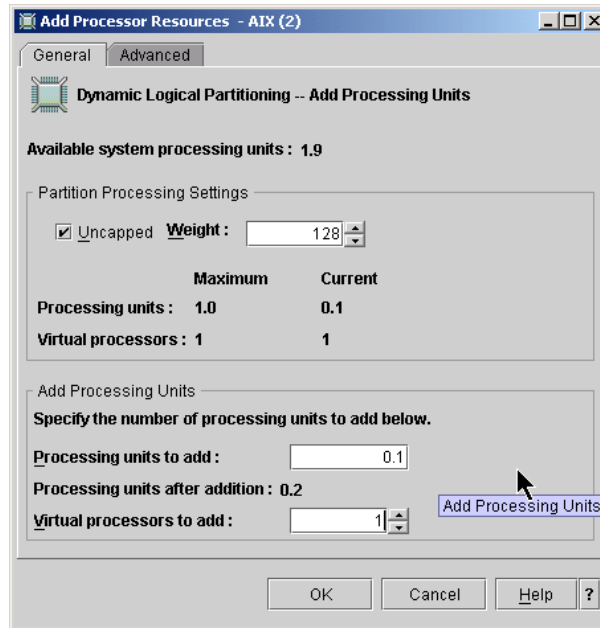 Add Processor Resources - AIX (2)
General Advanced
Dynamic Logical Partitioning -- Add Processing Units
Available system processing units : 1.9
Partition Processing Settings
Uncapped Weight : 128
Maximum Current
Processing units : 1.0 0.1
Virtual processors : 1 1
Add Processing Units
Specify the number of processing units to add below.
Processing units to add : 0.1
Processing units after addition : 0.2
Add Processing Units
Virtual processors to add : 1
OK Cancel Help ?